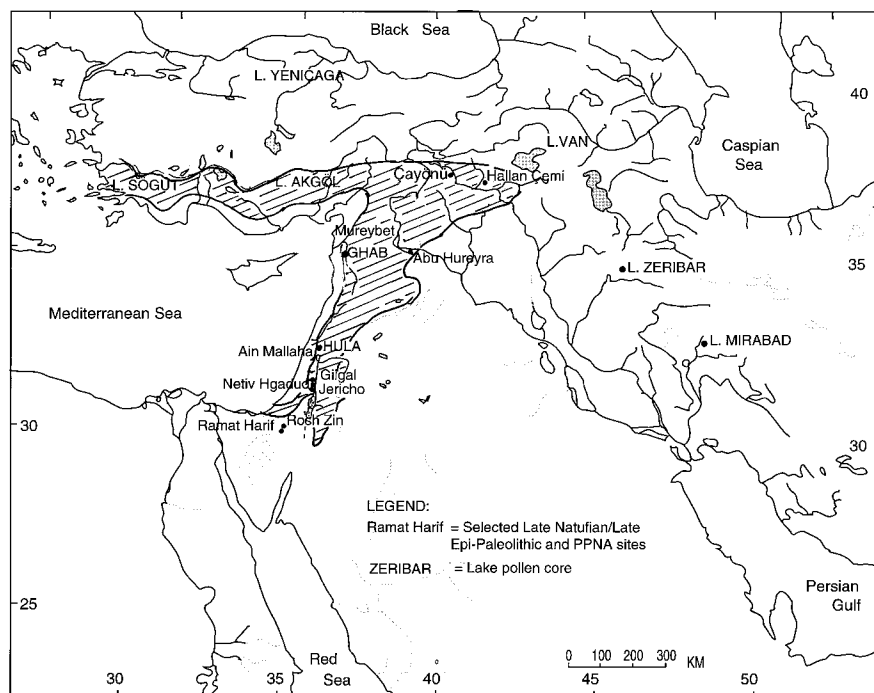 Black Sea
L. YENIÇAGA
40
L.VAN
Caspian
Sea
Çayönü
Hallan Çemi
L. SOGUT
L. AKGÖL
Mureybet
GHAB
Abu Hureyra
35
L. ZERIBAR
Mediterranean Sea
L. MIRABAD
Ain Mallaha
HULA
Gilgal
Netiv Hgadud
Jericho
30
Ramat Harif
Rosh Zin
30
LEGEND:
Ramat Harif = Selected Late Natufian/Late
Epi-Paleolithic and PPNA sites
ZERIBAR = Lake pollen core
Persian
Gulf
25
Red
Sea
0 100 200 300 KM
30
35
40
45
50